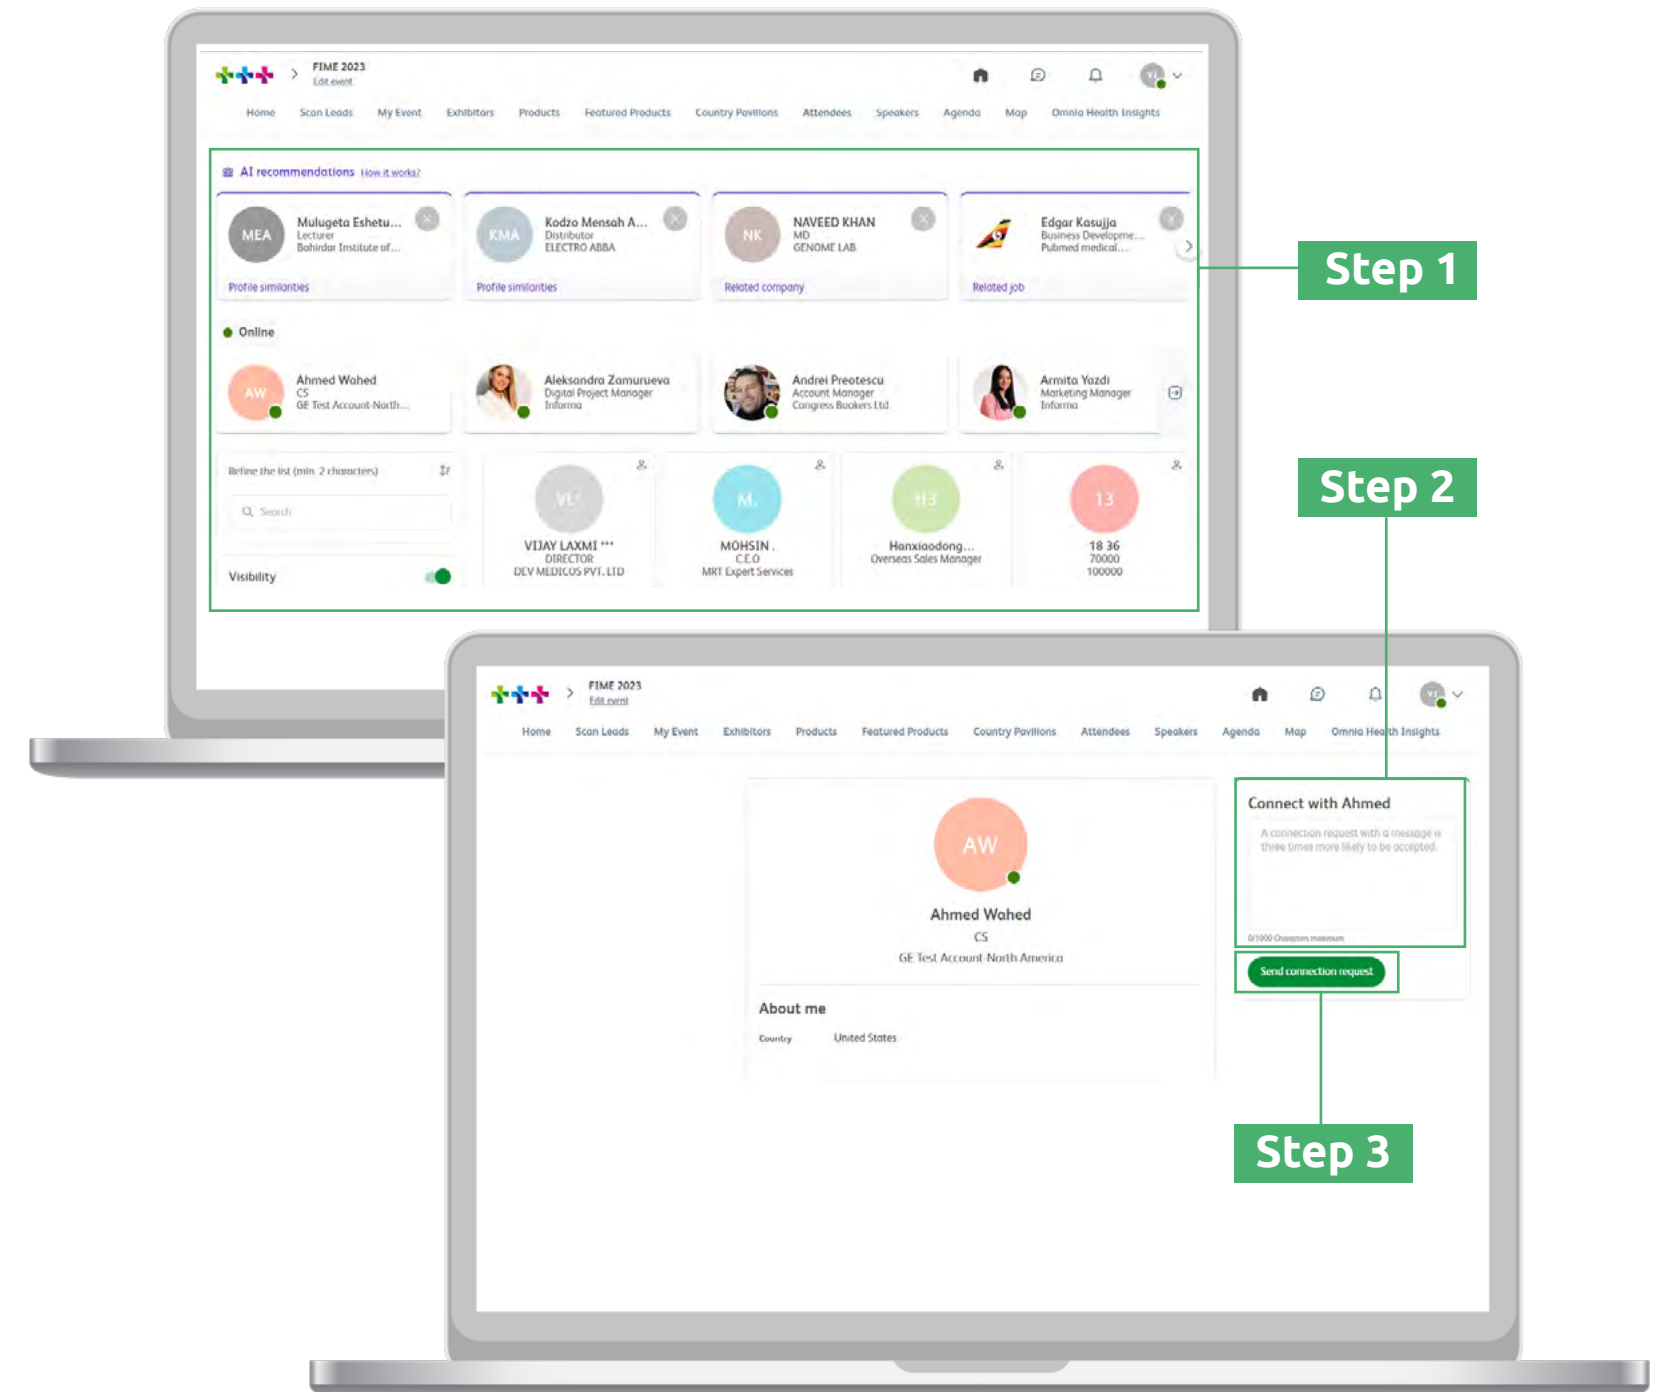 FIME 2023
Edit event
Home Scan Leads My Event Exhibitors Products Featured Products Country Pavilions Attendees Speakers Agenda Map Omnia Health Insights
AI recommendations How it works?
MEA
Mulugeta Eshetu...
Lecturer
Bahirdar Institute of...
Profile similarities
KMA
Kodzo Mensah A...
Distributor
ELECTRO ABBA
Profile similarities
NK
NAVEED KHAN
MD
GENOME LAB
Related company
Edgar Kasujja
Business Developme...
Pubmed medical....
Related job
Step 1
Online
AW
Ahmed Wahed
CS
GE Test Account-North...
Aleksandra Zamurueva
Digital Project Manager
Informa
Andrei Preotescu
Account Manager
Congress Bookers Ltd
Armita Yazdi
Marketing Manager
Informa
Refine the list (min. 2 characters)
Search
Visibility
VL*
VIJAY LAXMI ***
DIRECTOR
DEV MEDICOS PVT. LTD
M.
MOHSIN .
C.E.O
MRT Expert Services
H3
Hanxiaodong...
Overseas Sales Manager
13
18 36
70000
100000
Step 2
FIME 2023
Edit event
Home Scan Leads My Event Exhibitors Products Featured Products Country Pavilions Attendees Speakers Agenda Map Omnia Health Insights
AW
Ahmed Wahed
CS
GE Test Account-North America
About me
Country United States
Connect with Ahmed
A connection request with a message is
three times more likely to be accepted.
0/1000 Characters maximum
Send connection request
Step 3